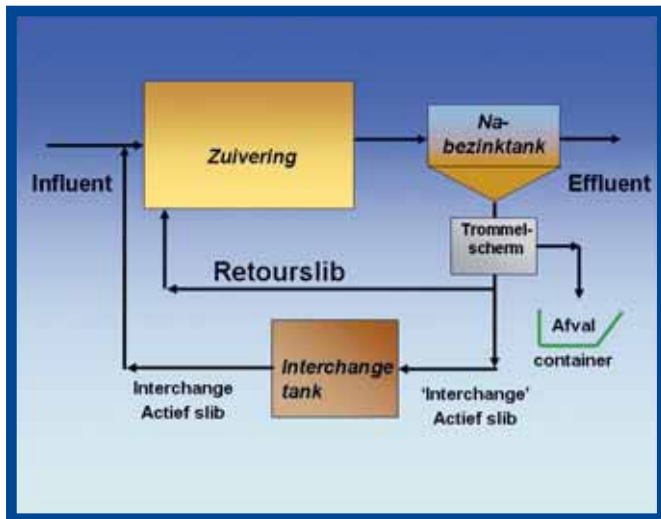 Influent
Zuivering
Na-
bezinktank
Effluent
Trommel-
scherm
Retourslib
Afval
container
Interchange
tank
Interchange
Actief slib
'Interchange'
Actief slib